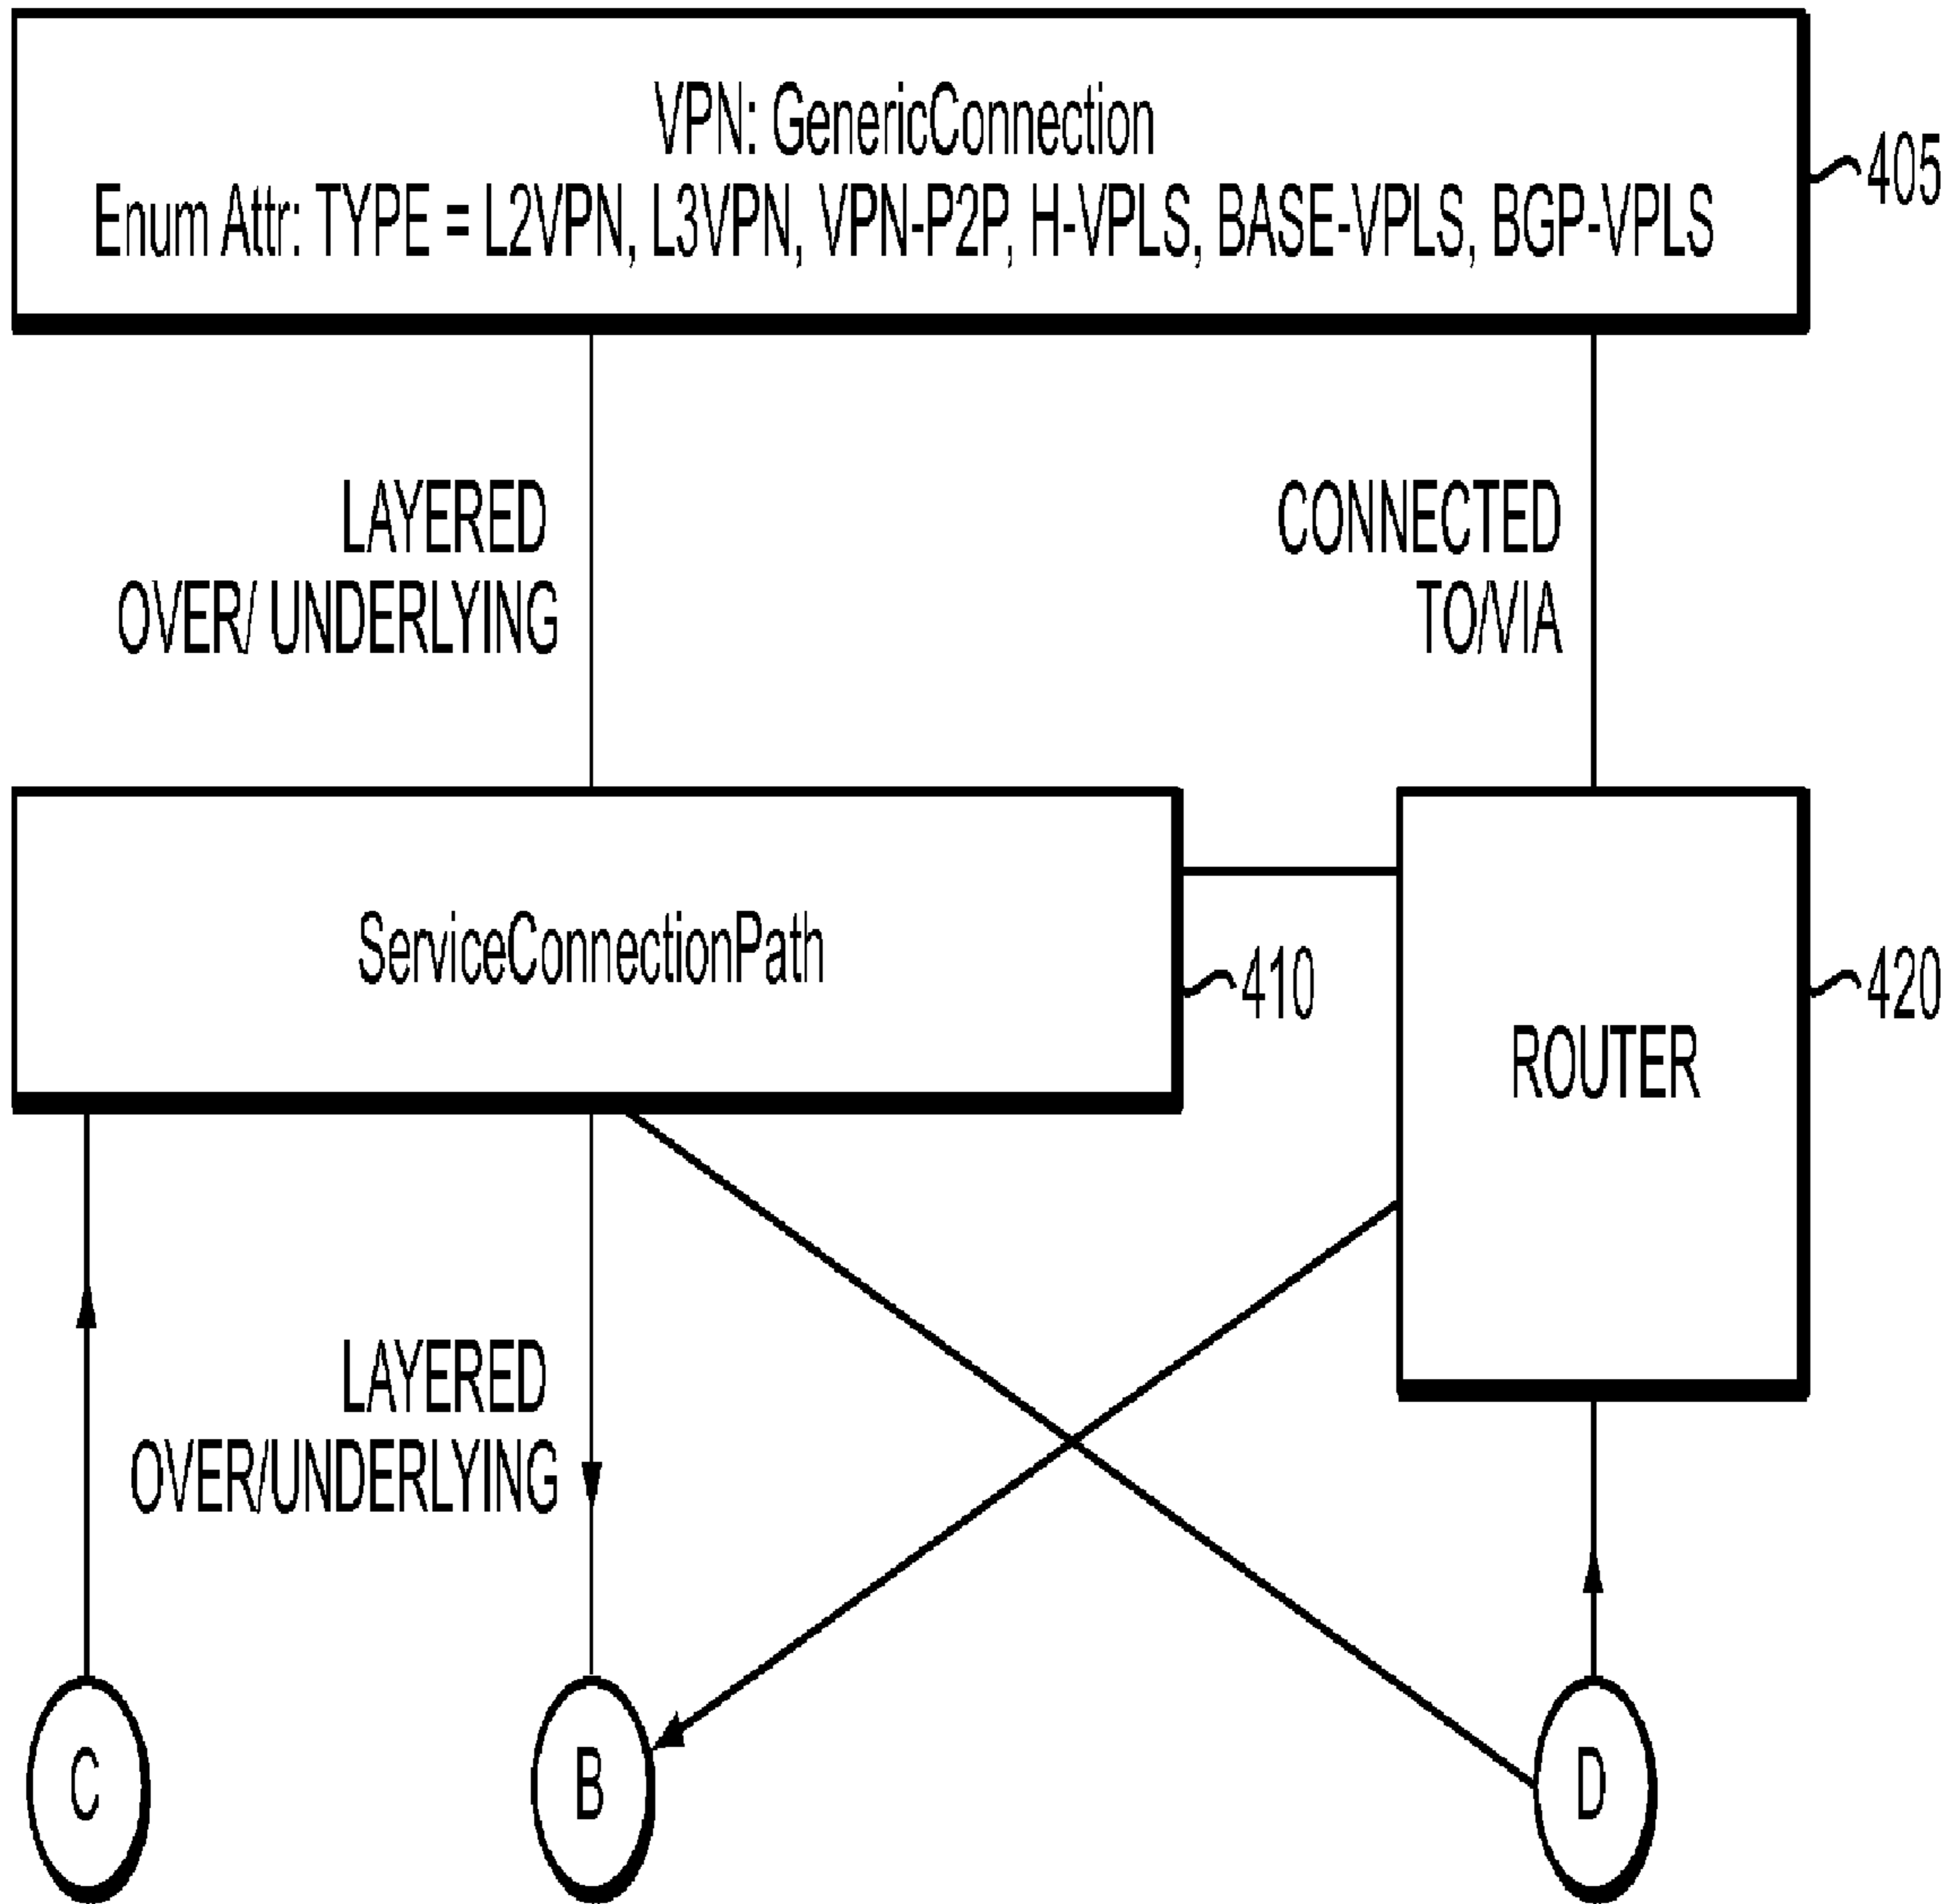 VPN: GenericConnection
Enum Attr: TYPE = L2VPN, L3VPN, VPN-P2P, H-VPLS, BASE-VPLS, BGP-VPLS
405
LAYERED
OVER/ UNDERLYING
CONNECTED
TO/VIA
ServiceConnectionPath
410
ROUTER
420
LAYERED
OVER/UNDERLYING
C
B
D